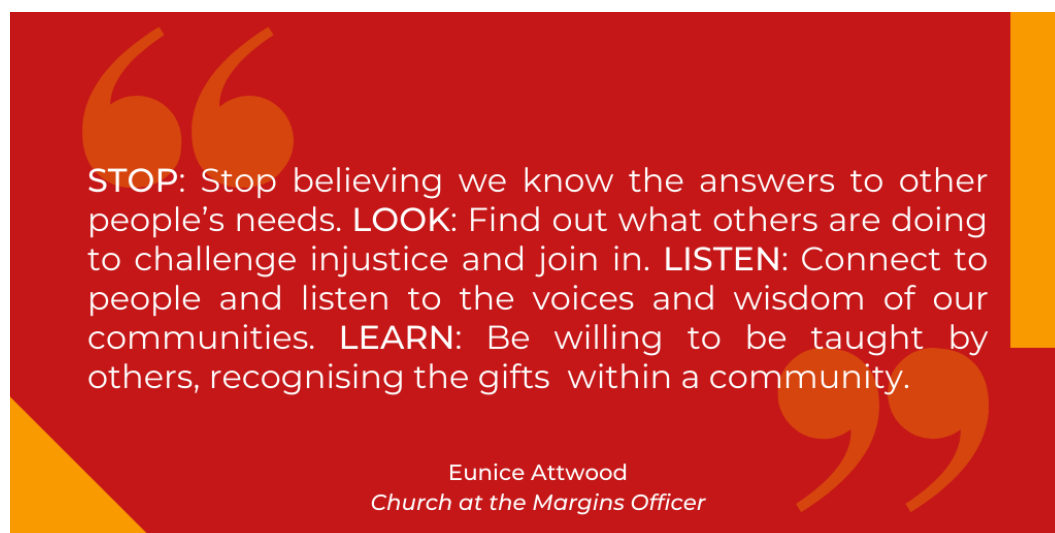 STOP: Stop believing we know the answers to other
people’s needs. LOOK: Find out what others are doing
to challenge injustice and join in. LISTEN: Connect to
people and listen to the voices and wisdom of our
communities. LEARN: Be willing to be taught by
others, recognising the gifts  within a community.
Eunice Attwood
Church at the Margins Officer